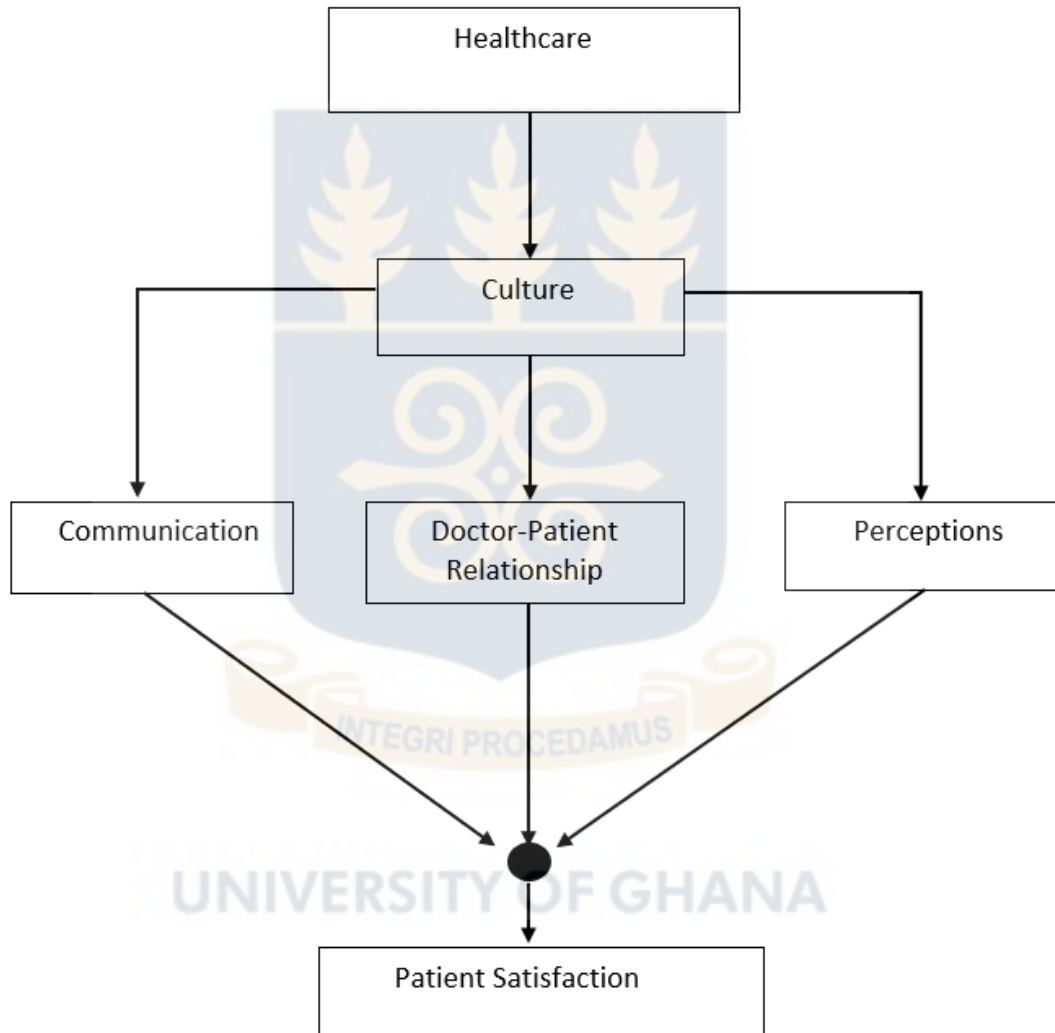 Healthcare
Culture
Communication
Doctor-Patient
Relationship
Perceptions
INTEGRI PROCEDAMUS
UNIVERSITY OF GHANA
Patient Satisfaction